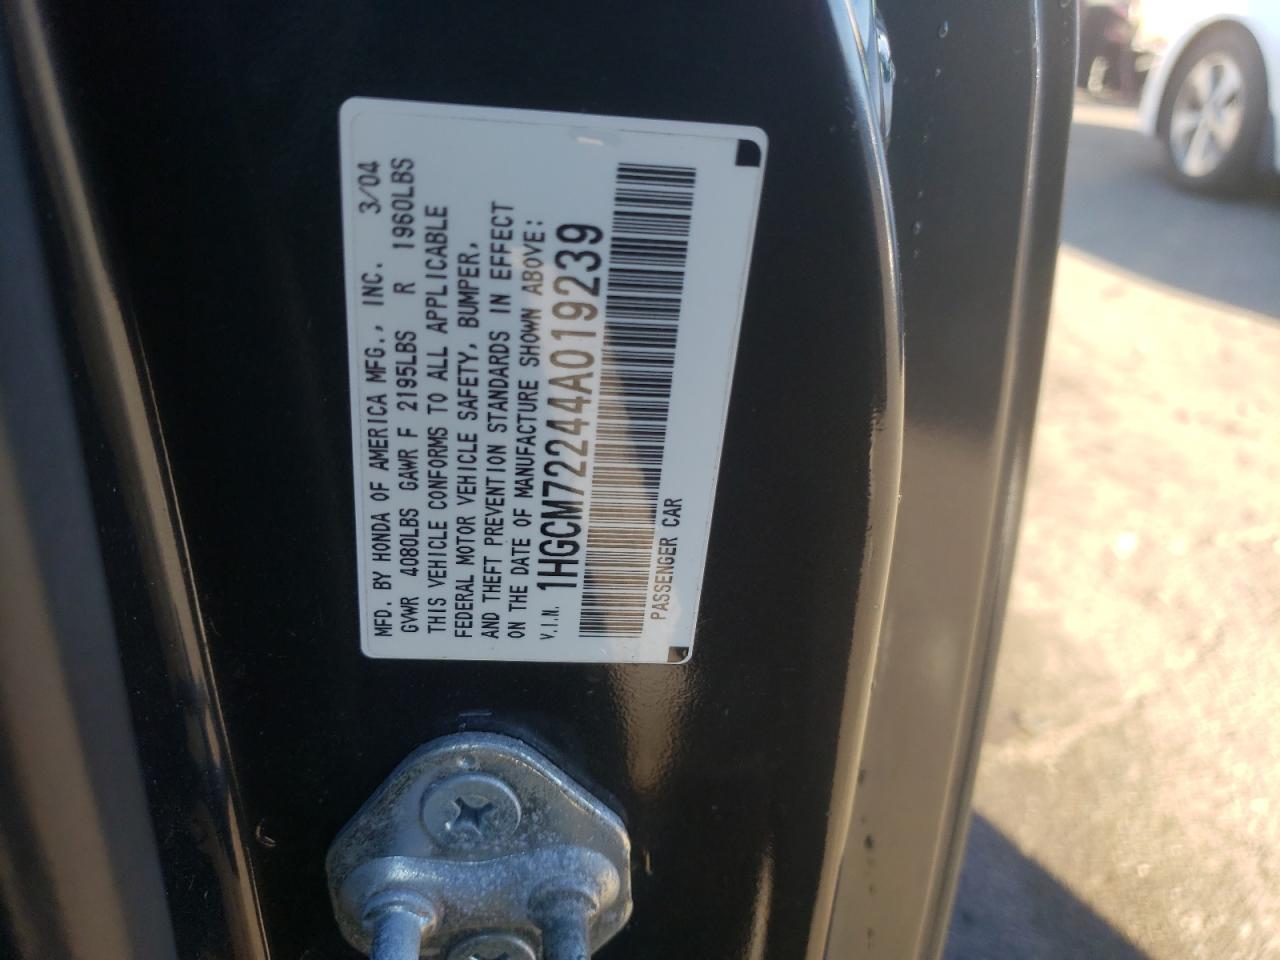 MFD. BY HONDA OF AMERICA MFG., INC. 3/04
GVWR 4080LBS GAWR F 2195LBS R 1960LBS
THIS VEHICLE CONFORMS TO ALL APPLICABLE
FEDERAL MOTOR VEHICLE SAFETY, BUMPER,
AND THEFT PREVENTION STANDARDS IN EFFECT
ON THE DATE OF MANUFACTURE SHOWN ABOVE:
V.I.N. 1HGCM72244A019239
PASSENGER CAR